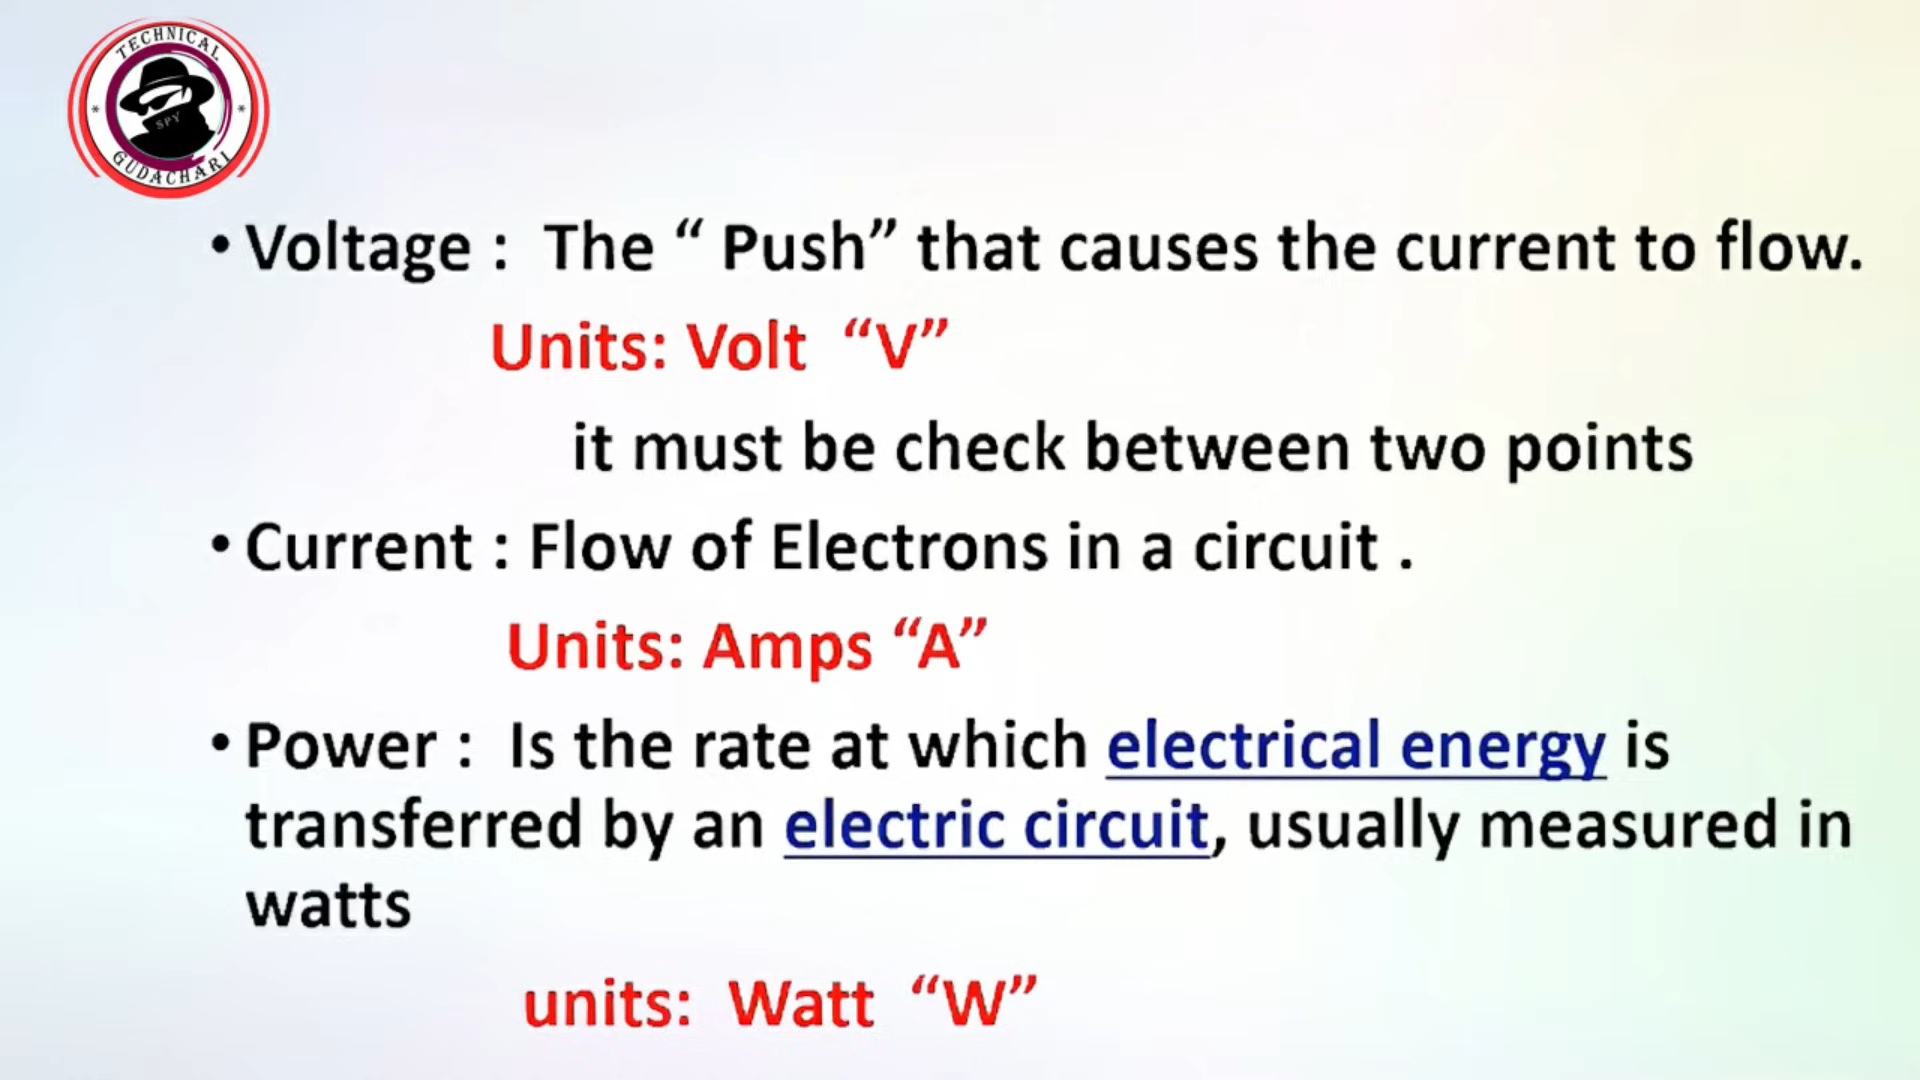 TECHNICAL
SPY
GUDACHARI
• Voltage : The “ Push” that causes the current to flow.
Units: Volt “V”
it must be check between two points
• Current : Flow of Electrons in a circuit .
Units: Amps “A”
• Power : Is the rate at which electrical energy is
transferred by an electric circuit, usually measured in
watts
units: Watt “W”